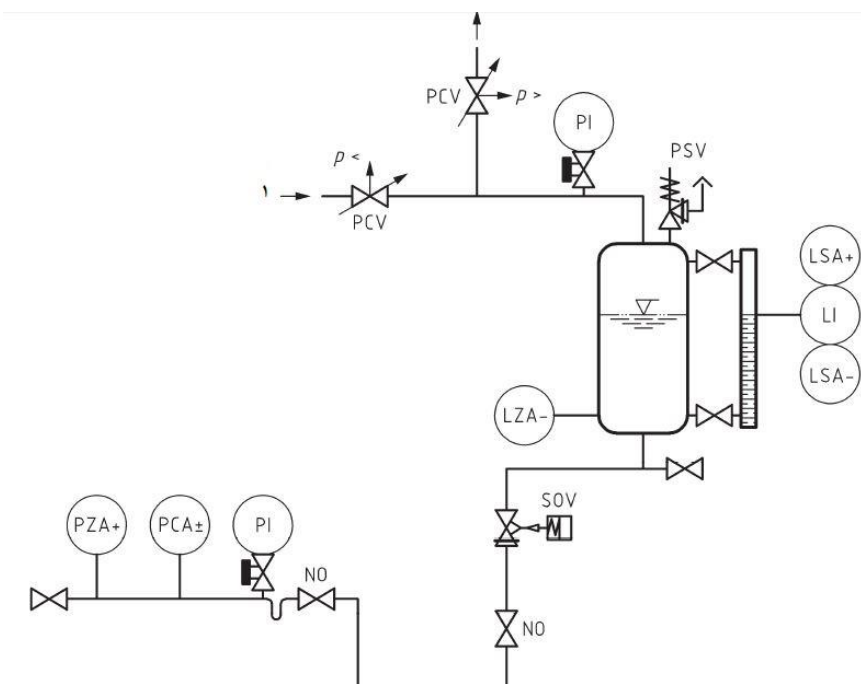 PCV
p >
PI
p <
PSV
PCV
LSA+
LI
LSA-
LZA-
SOV
PZA+
PCA±
PI
NO
NO